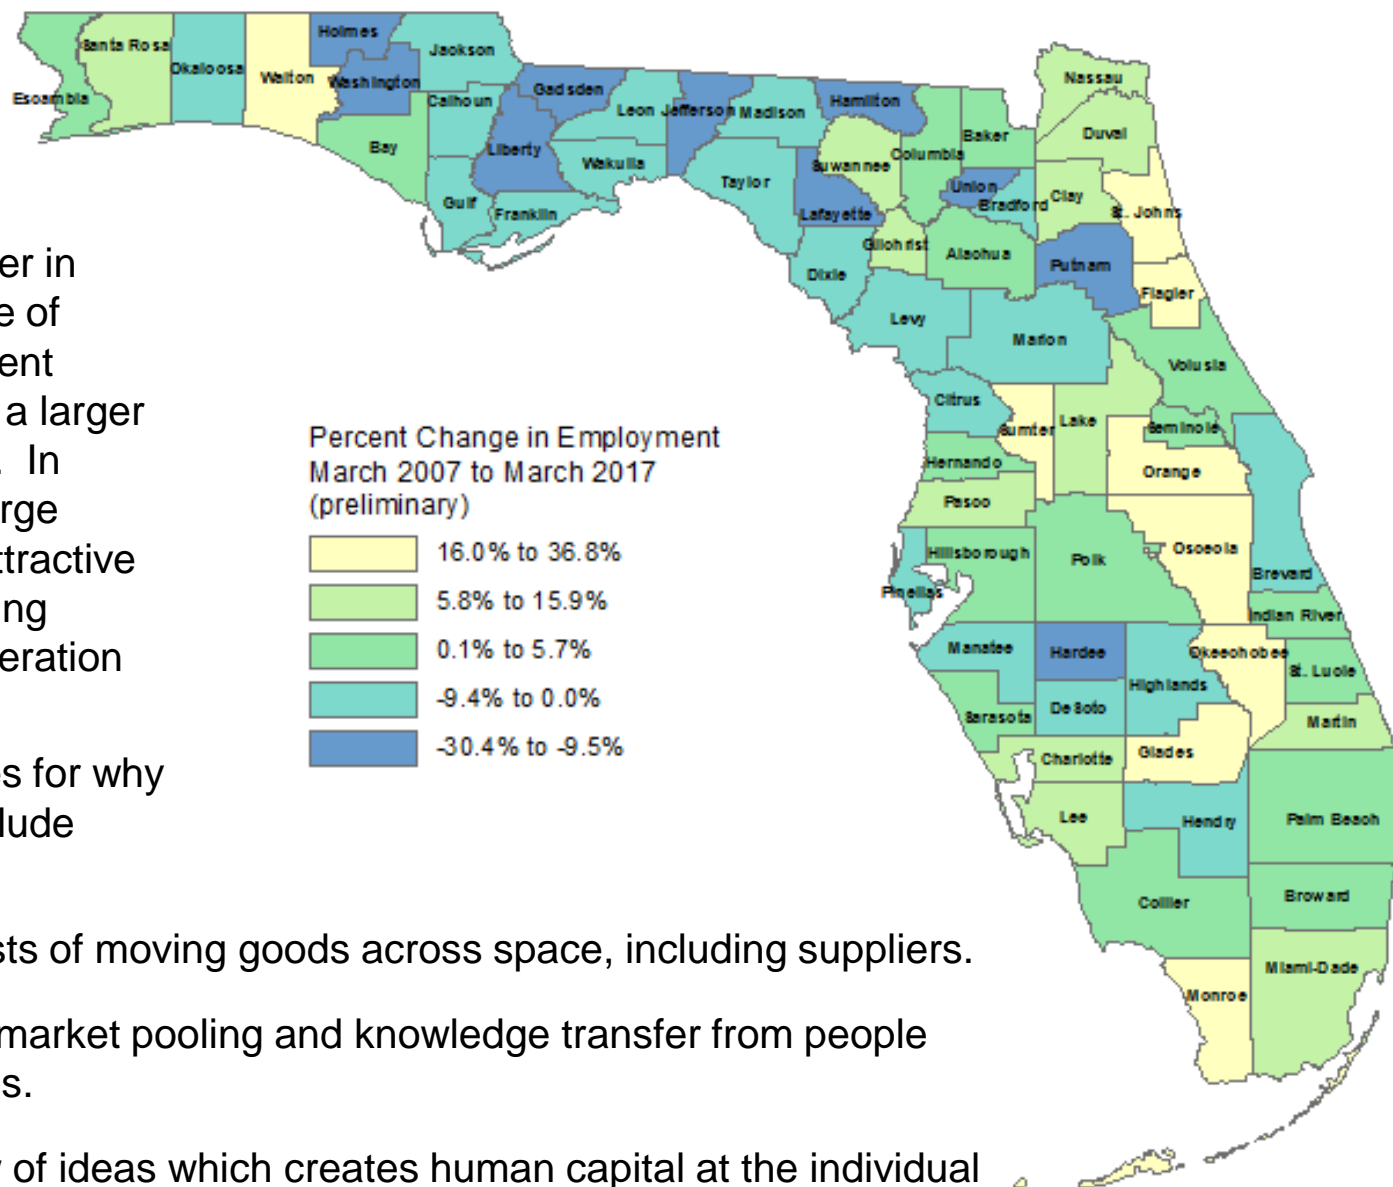 Holmes
Jackson
Santa Rosa
Okaloosa
Walton
Washington
Escambia
Calhoun
Bay
Gadsden
Leon
Jefferson
Madison
Hamilton
Liberty
Wakulla
Gulf
Franklin
Taylor
Suwannee
Lafayette
Columbia
Baker
Nassau
Duval
Union
Bradford
Clay
St. Johns
Gilchrist
Alachua
Putnam
Dixie
Flagler
Levy
Marion
Volusia
Citrus
Sumter
Lake
Seminole
Hernando
Orange
Pasco
Hillsborough
Polk
Osceola
Brevard
Pinellas
Indian River
Manatee
Hardee
Okeechobee
St. Lucie
Highlands
Sarasota
DeSoto
Martin
Charlotte
Glades
Lee
Hendry
Palm Beach
Collier
Broward
Miami-Dade
Monroe
er in
e of
ent
a larger
. In
rge
ttractive
ng
eration
Percent Change in Employment
March 2007 to March 2017
(preliminary)
16.0% to 36.8%
5.8% to 15.9%
0.1% to 5.7%
-9.4% to 0.0%
-30.4% to -9.5%
es for why
lude
sts of moving goods across space, including suppliers.
market pooling and knowledge transfer from people
s.
of ideas which creates human capital at the individual